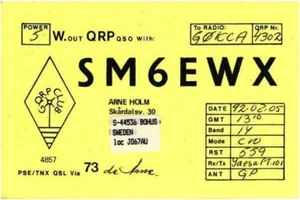 POWER
5
W.OUT QRP QSO With:
TO RADIO:
GØKCA
QRP Nr.
4302
SM6EWX
QRP CLUB
ARNE HOLM
Skårdalsv. 30
S-44536 BOHUS
SWEDEN
loc JO67AU
DATE 92.02.05
GMT 1310
Band 14
Mode CW
RST 559
Rx/Tx Yaesu FT.101
ANT GP
4857
PSE/TNX QSL Via 73 de Arne